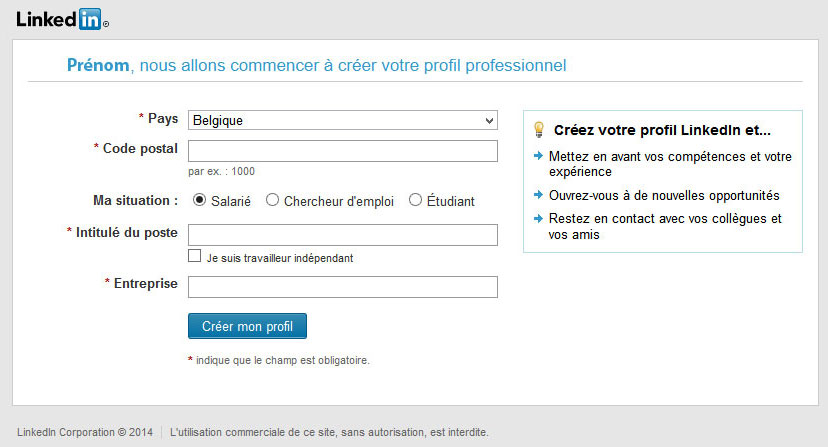 Linked in ®
Prénom, nous allons commencer à créer votre profil professionnel
* Pays Belgique
* Code postal
par ex. : 1000
Ma situation : Salarié Chercheur d'emploi Étudiant
* Intitulé du poste
Je suis travailleur indépendant
* Entreprise
Créer mon profil
* indique que le champ est obligatoire.
Créez votre profil LinkedIn et...
Mettez en avant vos compétences et votre
expérience
Ouvrez-vous à de nouvelles opportunités
Restez en contact avec vos collègues et
vos amis
LinkedIn Corporation © 2014 L'utilisation commerciale de ce site, sans autorisation, est interdite.